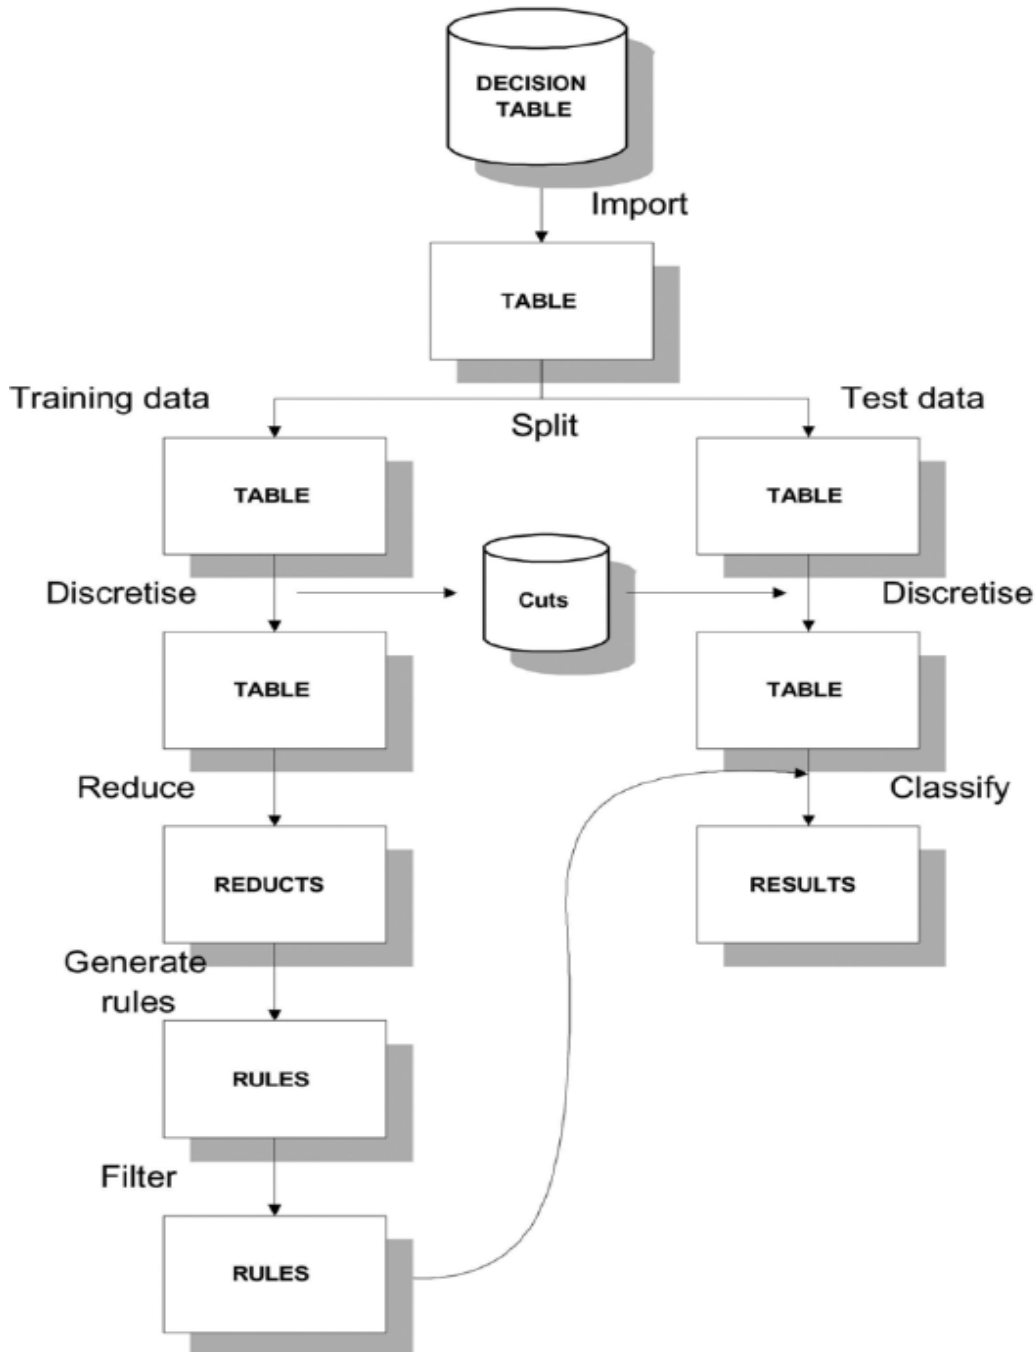 DECISION
TABLE
Import
TABLE
Training data
Split
Test data
TABLE
TABLE
Discretise
Cuts
Discretise
TABLE
TABLE
Reduce
Classify
REDUCTS
RESULTS
Generate
rules
RULES
Filter
RULES